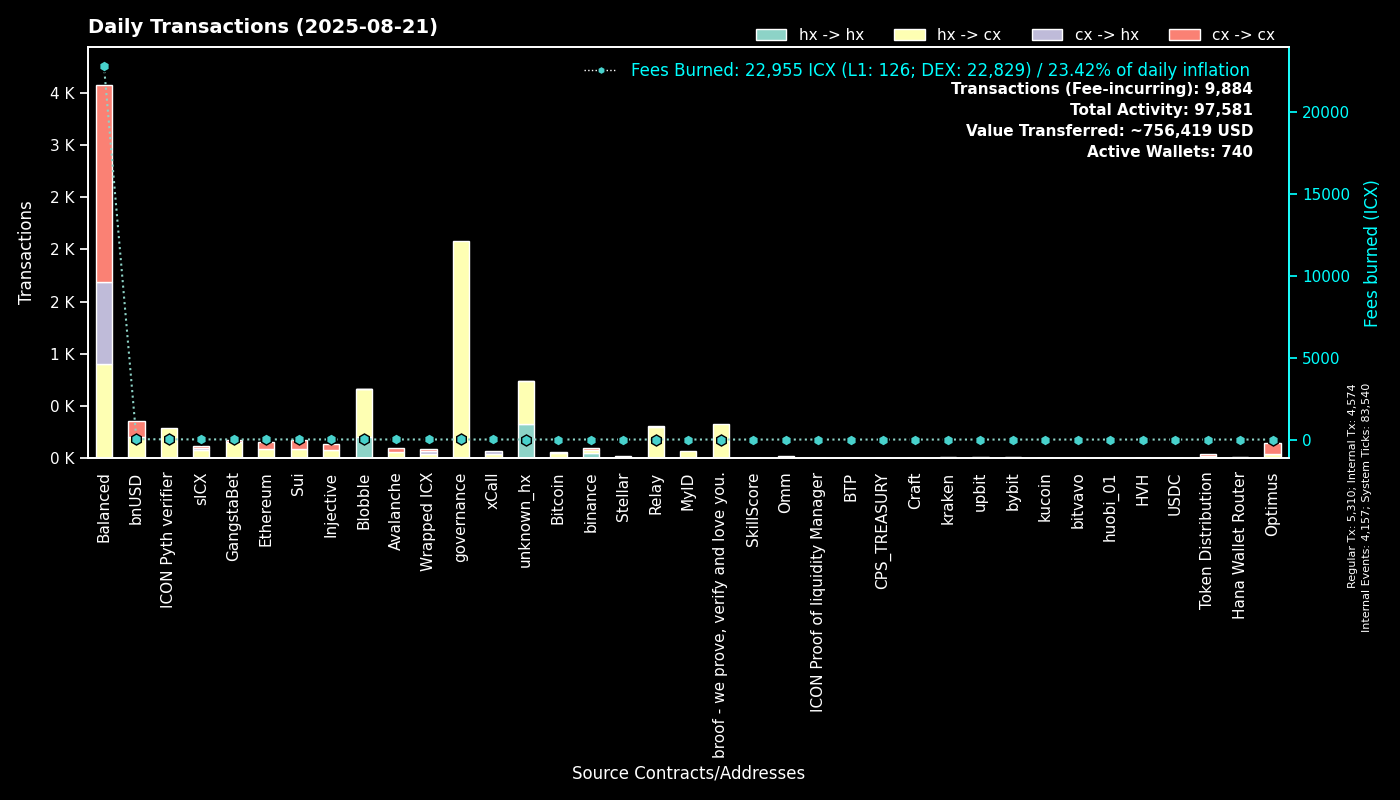 Daily Transactions (2025-08-21)
hx -> hx
hx -> cx
cx -> hx
cx -> cx
Fees Burned: 22,955 ICX (L1: 126; DEX: 22,829) / 23.42% of daily inflation
Transactions (Fee-incurring): 9,884
Total Activity: 97,581
Value Transferred: ~756,419 USD
Active Wallets: 740
Transactions
4 K
3 K
2 K
2 K
2 K
1 K
0 K
0 K
20000
15000
10000
5000
0
Fees burned (ICX)
Regular Tx: 5,310; Internal Tx: 4,574
Internal Events: 4,157; System Ticks: 83,540
Balanced
bnUSD
ICON Pyth verifier
sICX
GangstaBet
Ethereum
Sui
Injective
Blobble
Avalanche
Wrapped ICX
governance
xCall
unknown_hx
Bitcoin
binance
Stellar
Relay
MyID
broof - we prove, verify and love you.
SkillScore
Omm
ICON Proof of liquidity Manager
BTP
CPS_TREASURY
Craft
kraken
upbit
bybit
kucoin
bitvavo
huobi_01
HVH
USDC
Token Distribution
Hana Wallet Router
Optimus
Source Contracts/Addresses